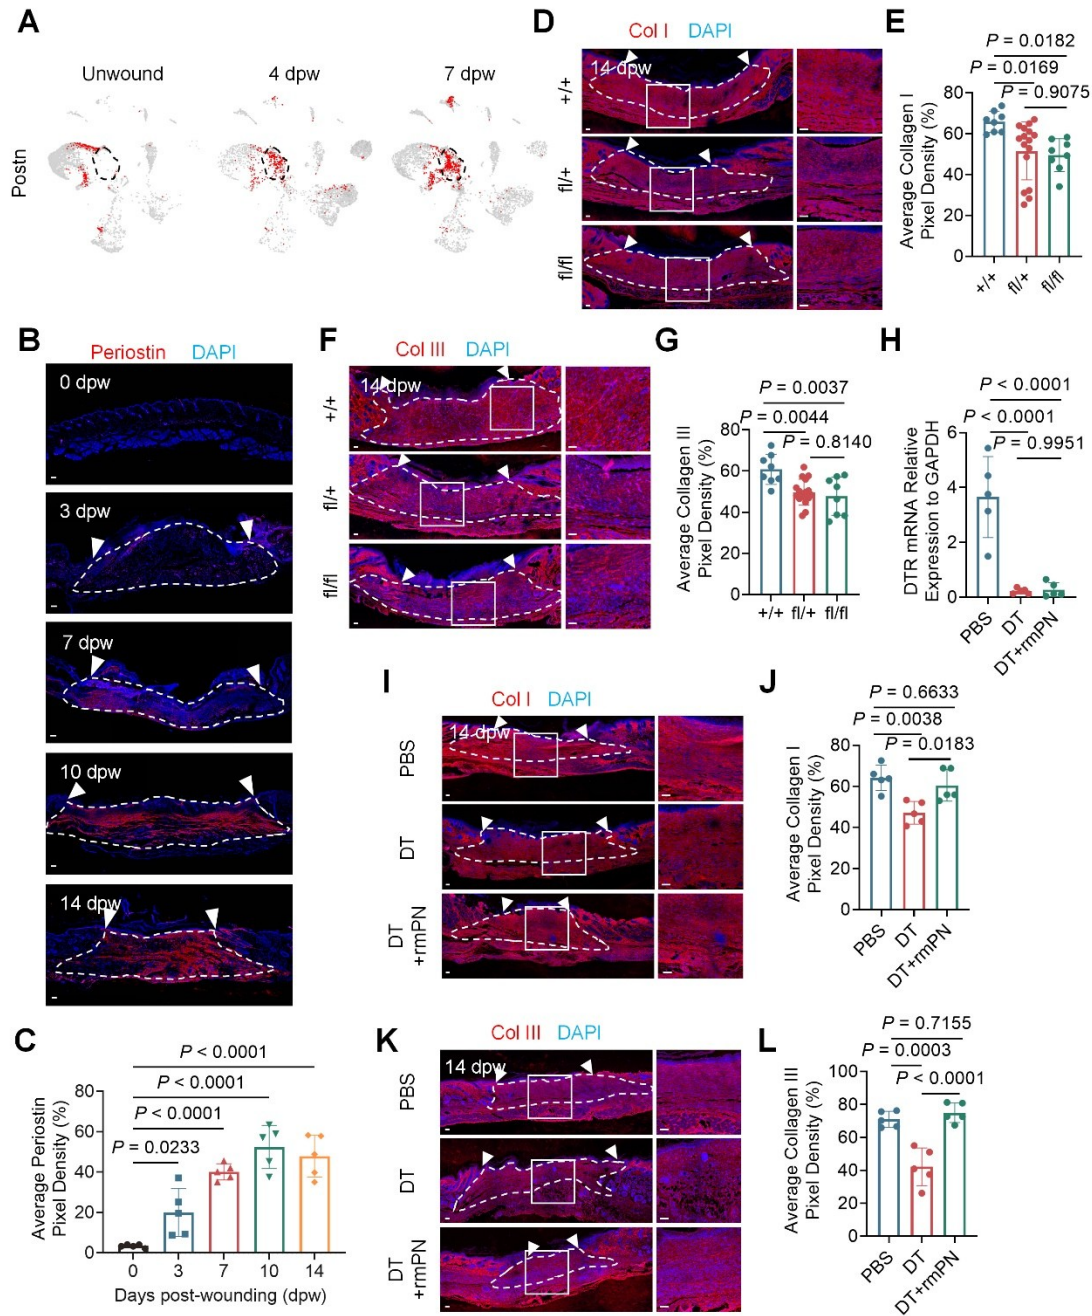 A
Unwound
4 dpw
7 dpw
Postn
B
Periostin DAPI
0 dpw
3 dpw
7 dpw
10 dpw
14 dpw
C
P < 0.0001
P < 0.0001
P < 0.0001
P = 0.0233
Average Periostin
Pixel Density (%)
80
60
40
20
0
0 3 7 10 14
Days post-wounding (dpw)
D
Col I DAPI
14 dpw
+/+
fl/+
fl/fl
E
P = 0.0182
P = 0.0169
P = 0.9075
Average Collagen I
Pixel Density (%)
80
60
40
20
0
+/+ fl/+ fl/fl
F
Col III DAPI
14 dpw
+/+
fl/+
fl/fl
G
P = 0.0037
P = 0.0044
P = 0.8140
Average Collagen III
Pixel Density (%)
80
60
40
20
0
+/+ fl/+ fl/fl
H
P < 0.0001
P < 0.0001
P = 0.9951
DTR mRNA Relative
Expression to GAPDH
6
4
2
0
PBS DT DT+rmPN
I
Col I DAPI
14 dpw
PBS
DT
DT
+rmPN
J
P = 0.6633
P = 0.0038
P = 0.0183
Average Collagen I
Pixel Density (%)
80
60
40
20
0
PBS DT DT+rmPN
K
Col III DAPI
14 dpw
PBS
DT
DT
+rmPN
L
P = 0.7155
P = 0.0003
P < 0.0001
Average Collagen III
Pixel Density (%)
100
80
60
40
20
0
PBS DT DT+rmPN